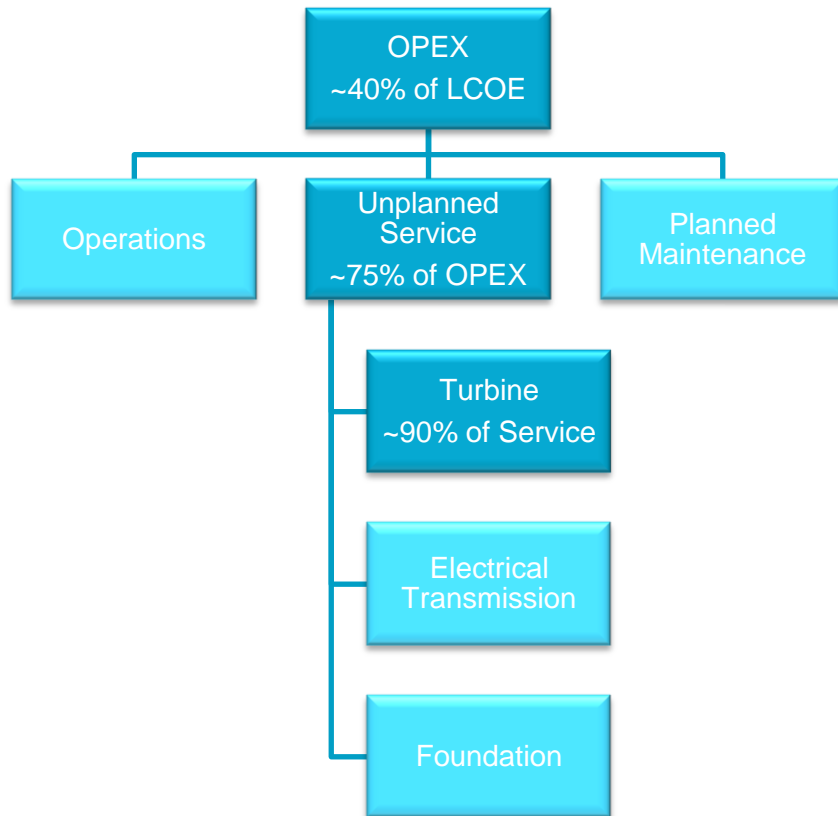 OPEX
~40% of LCOE
Operations
Unplanned
Service
~75% of OPEX
Planned
Maintenance
Turbine
~90% of Service
Electrical
Transmission
Foundation